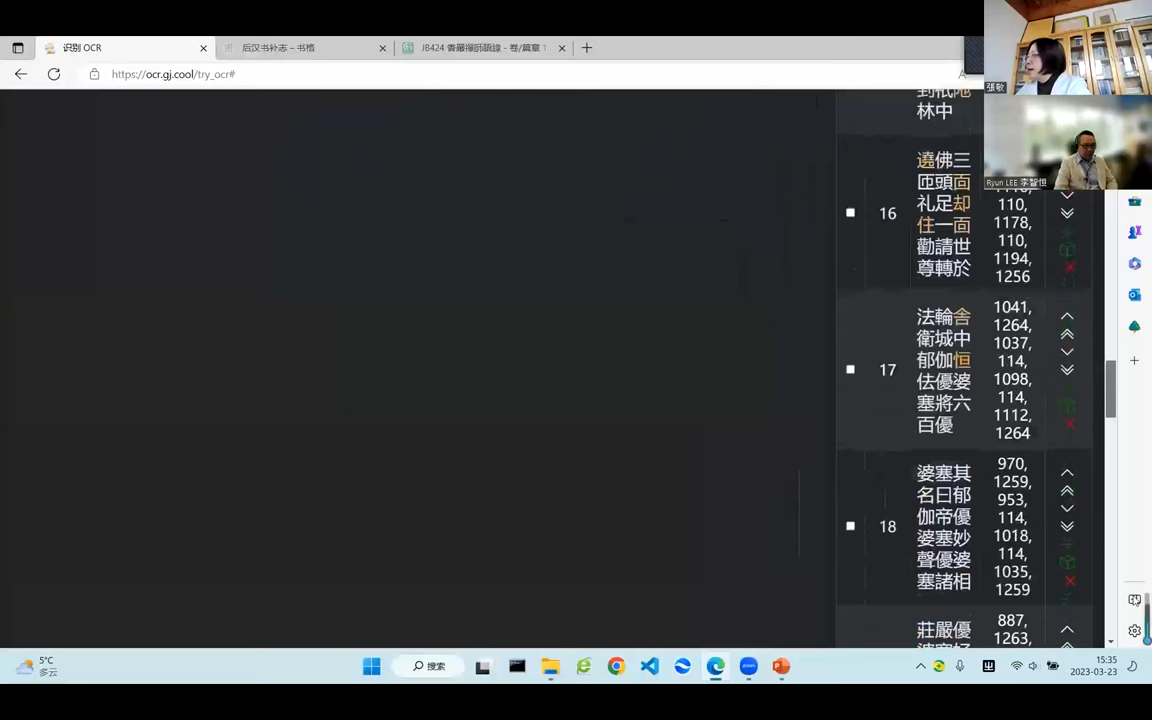 识别 OCR
后汉书补志 – 书格
J8424 香嚴禪師語錄 - 卷/篇章 1
https://ocr.gj.cool/try_ocr#
A
張敏
Ryun LEE 李智恒
林中
16
遶佛三
匝頭面
礼足却
住一面
勸請世
尊轉於
110,
1178,
110,
1194,
1256
17
法輪舍
衛城中
郁伽恒
佉優婆
塞將六
百優
1041,
1264,
1037,
114,
1098,
114,
1112,
1264
18
婆塞其
名曰郁
伽帝優
婆塞妙
聲優婆
塞諸相
970,
1259,
953,
114,
1018,
114,
1035,
1259
莊嚴優
887,
1263,
5°C
多云
搜索
15:35
2023-03-23